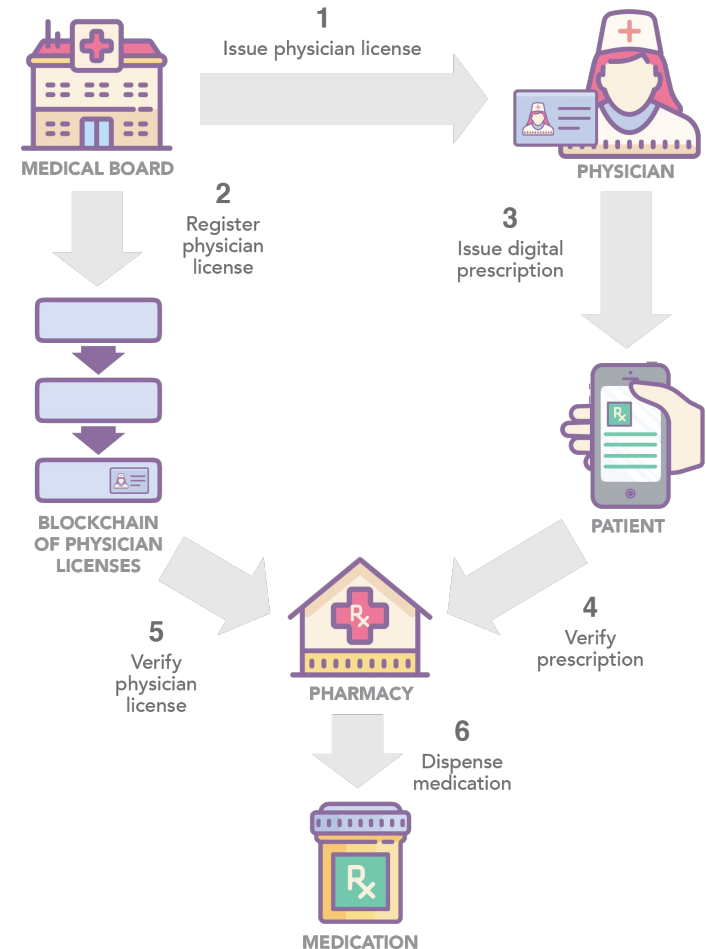 1
Issue physician license
MEDICAL BOARD
PHYSICIAN
2
Register
physician
license
3
Issue digital
prescription
Rx
BLOCKCHAIN
OF PHYSICIAN
LICENSES
PATIENT
4
Verify
prescription
5
Verify
physician
license
Rx
PHARMACY
6
Dispense
medication
Rx
MEDICATION